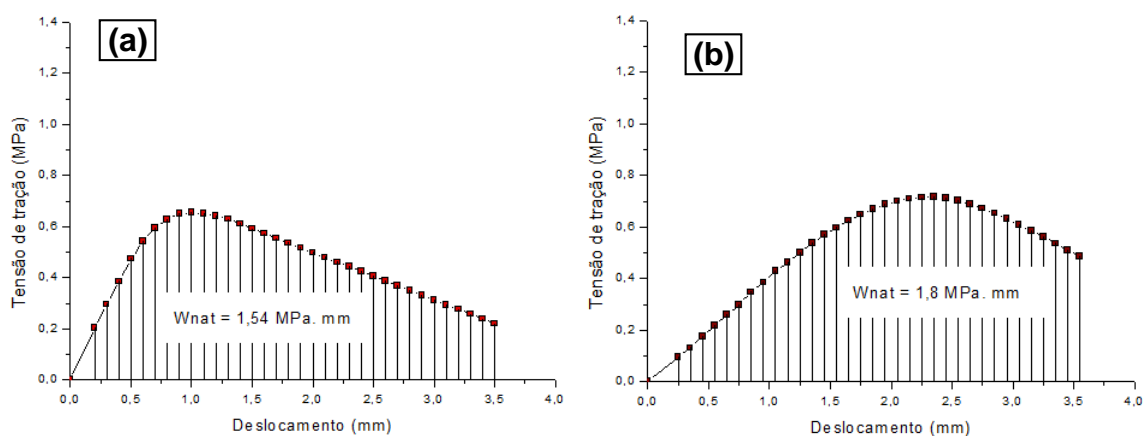 (a)
1,4
1,2
1,0
0,8
0,6
0,4
0,2
0,0
Tensão de tração (MPa)
Wnat = 1,54 MPa. mm
0,0 0,5 1,0 1,5 2,0 2,5 3,0 3,5 4,0
Deslocamento (mm)
(b)
1,4
1,2
1,0
0,8
0,6
0,4
0,2
0,0
Tensão de tração (MPa)
Wnat = 1,8 MPa. mm
0,0 0,5 1,0 1,5 2,0 2,5 3,0 3,5 4,0
Deslocamento (mm)